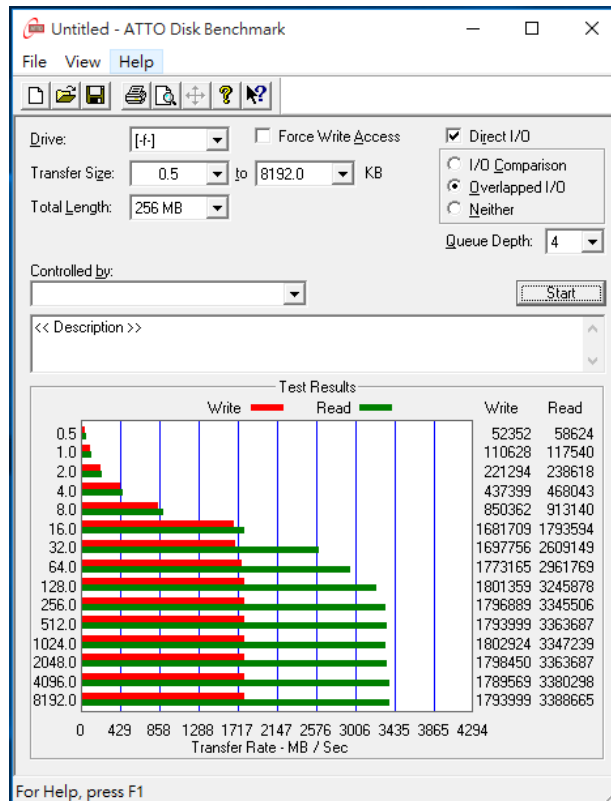 Untitled - ATTO Disk Benchmark
File View Help
Drive: [-f-] Force Write Access Direct I/O
Transfer Size: 0.5 to 8192.0 KB I/O Comparison
Overlapped I/O
Total Length: 256 MB Neither
Queue Depth: 4
Controlled by:
Start
<< Description >>
Test Results
Write Read Write Read
0.5 52352 58624
1.0 110628 117540
2.0 221294 238618
4.0 437399 468043
8.0 850362 913140
16.0 1681709 1793594
32.0 1697756 2609149
64.0 1773165 2961769
128.0 1801359 3245878
256.0 1796889 3345506
512.0 1793999 3363687
1024.0 1802924 3347239
2048.0 1798450 3363687
4096.0 1789569 3380298
8192.0 1793999 3388665
0 429 858 1288 1717 2147 2576 3006 3435 3865 4294
Transfer Rate - MB / Sec
For Help, press F1